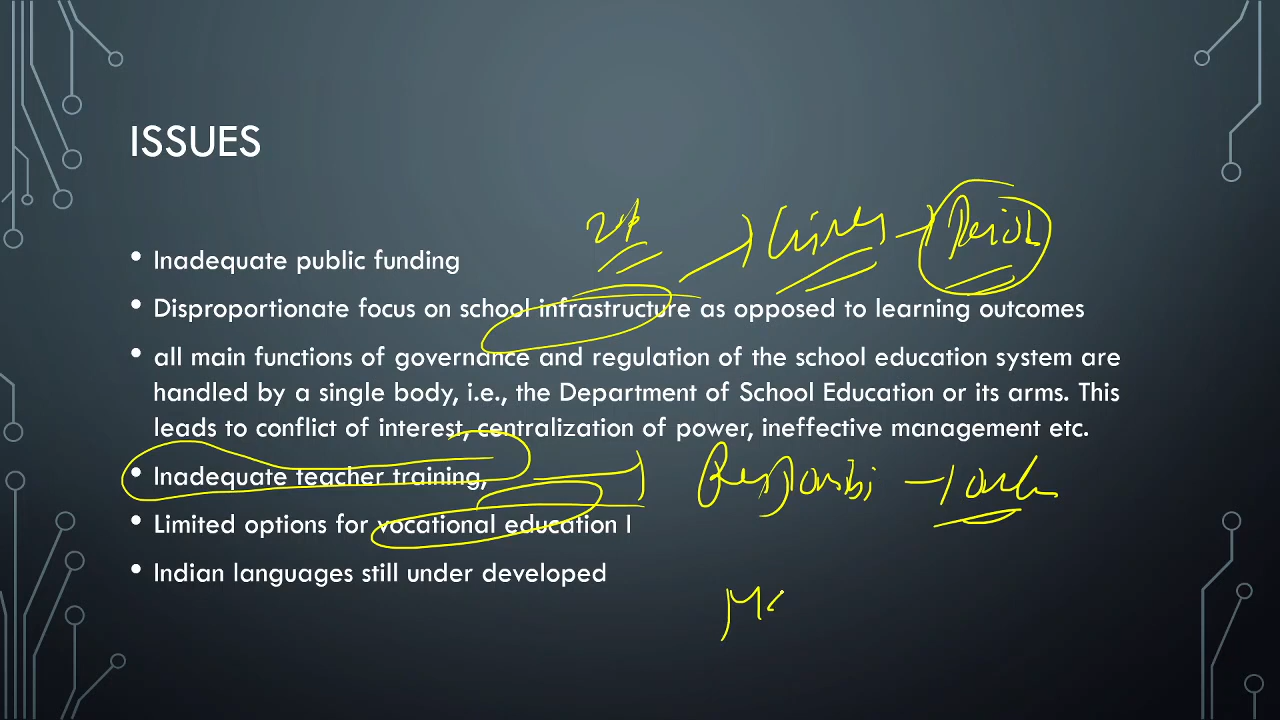 ISSUES
• Inadequate public funding
• Disproportionate focus on school infrastructure as opposed to learning outcomes
• all main functions of governance and regulation of the school education system are
handled by a single body, i.e., the Department of School Education or its arms. This
leads to conflict of interest, centralization of power, ineffective management etc.
• Inadequate teacher training,
• Limited options for vocational education l
• Indian languages still under developed